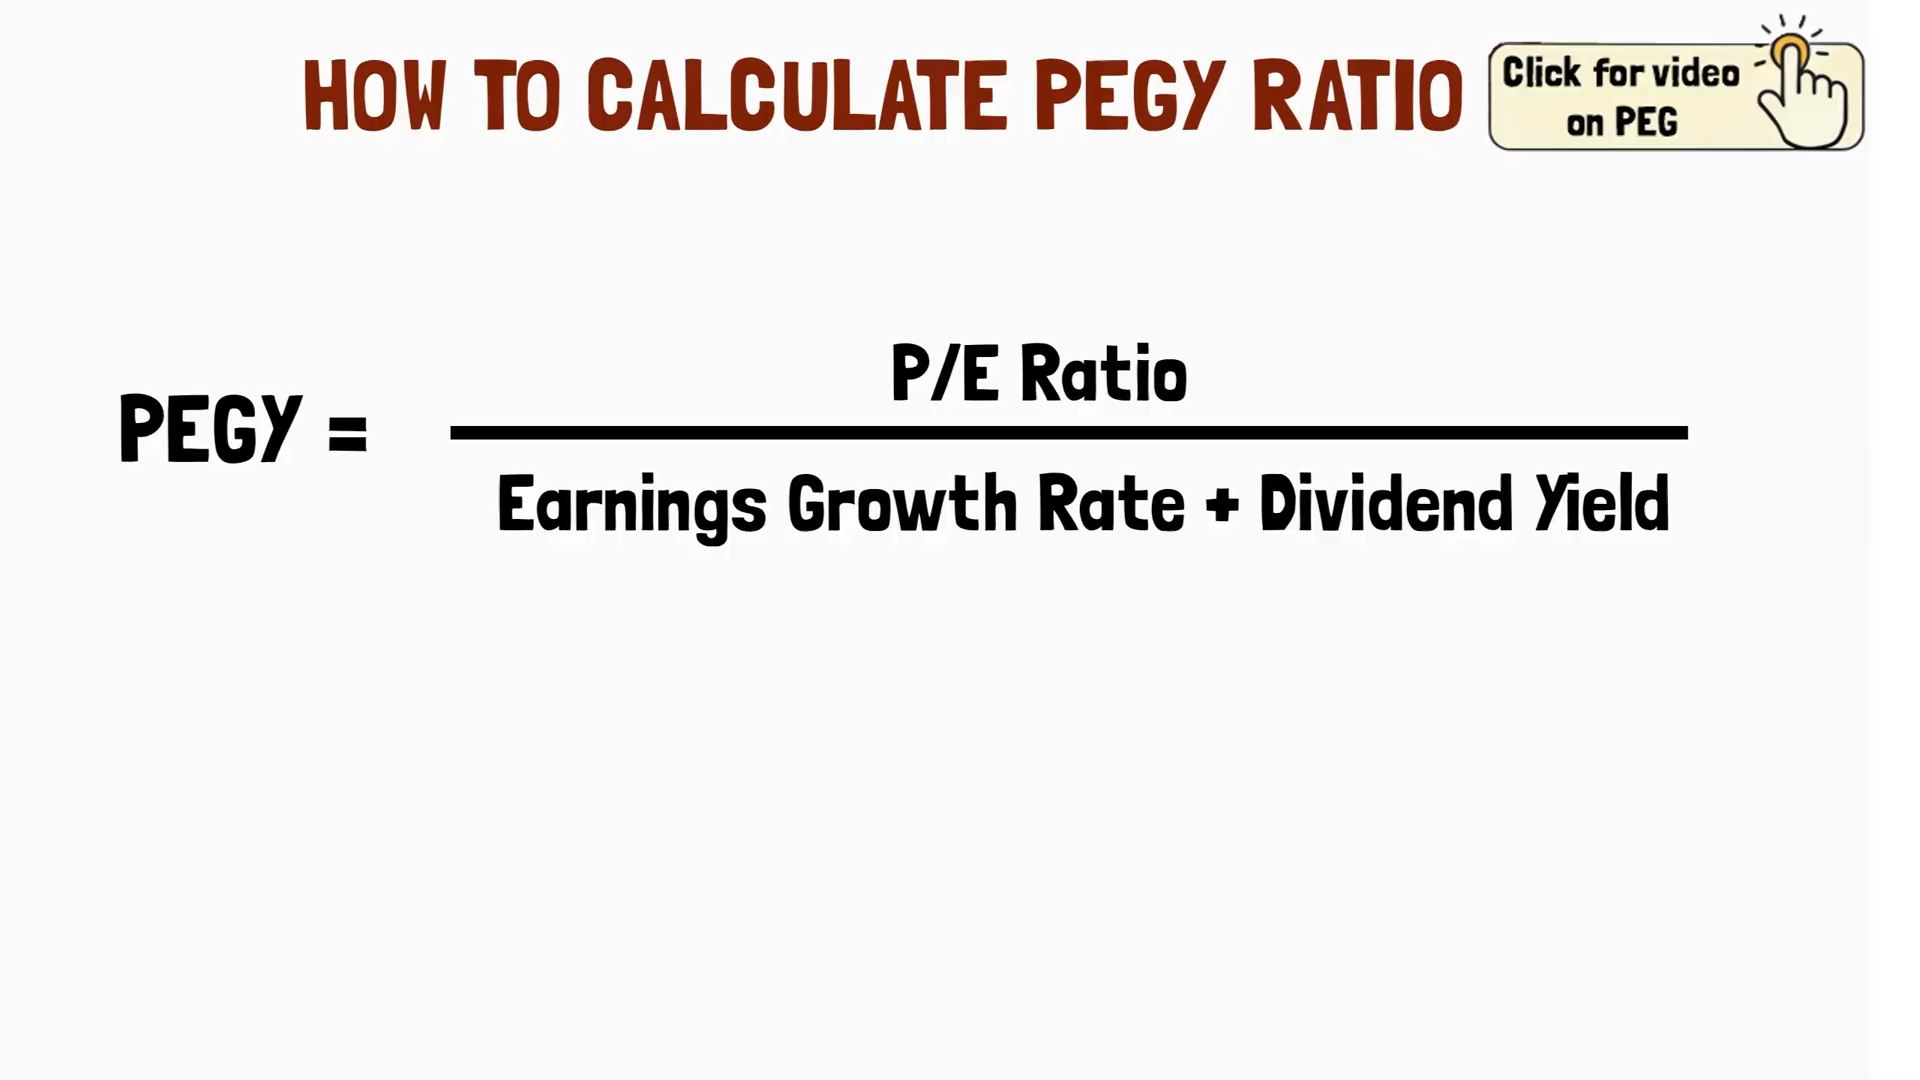 HOW TO CALCULATE PEGY RATIO
Click for video
on PEG
P/E Ratio
PEGY =
Earnings Growth Rate + Dividend Yield